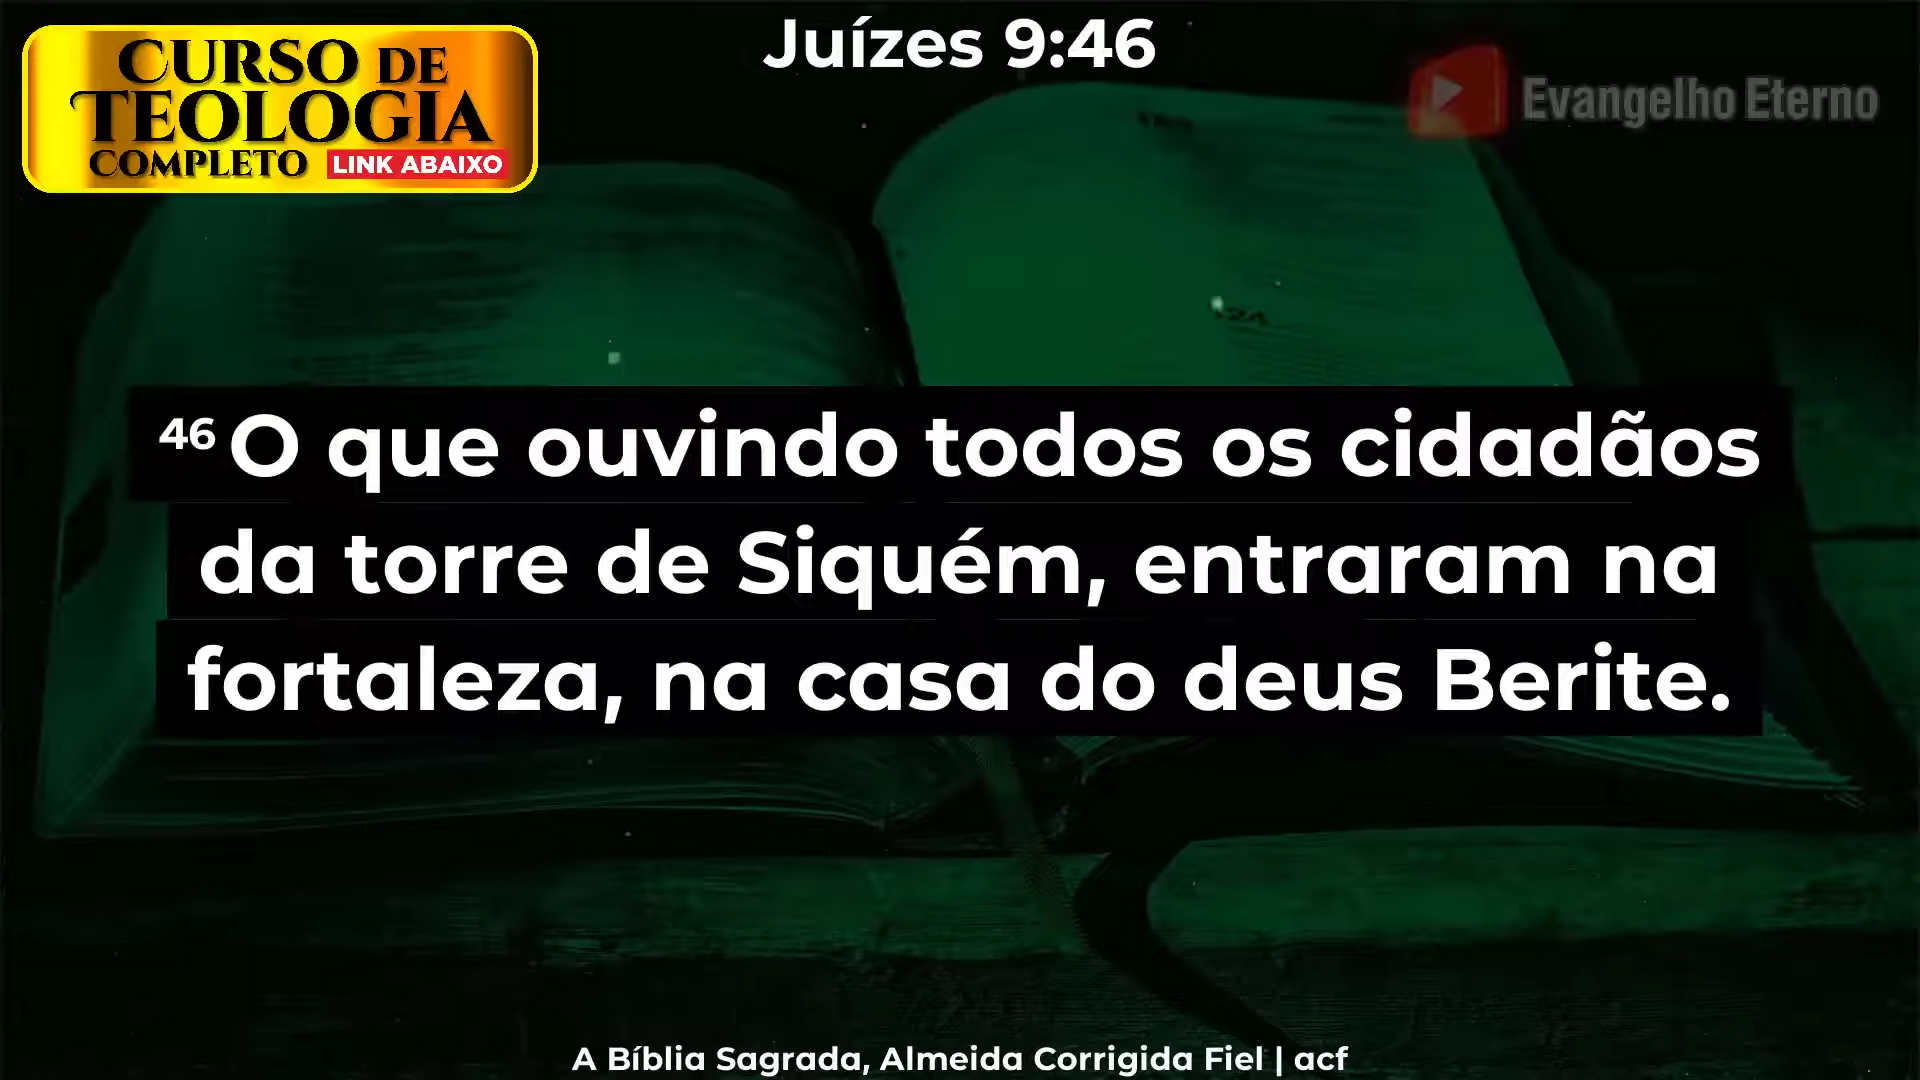 CURSO DE
TEOLOGIA
COMPLETO LINK ABAIXO
Juízes 9:46
Evangelho Eterno
46 O que ouvindo todos os cidadãos
da torre de Siquém, entraram na
fortaleza, na casa do deus Berite.
A Bíblia Sagrada, Almeida Corrigida Fiel | acf